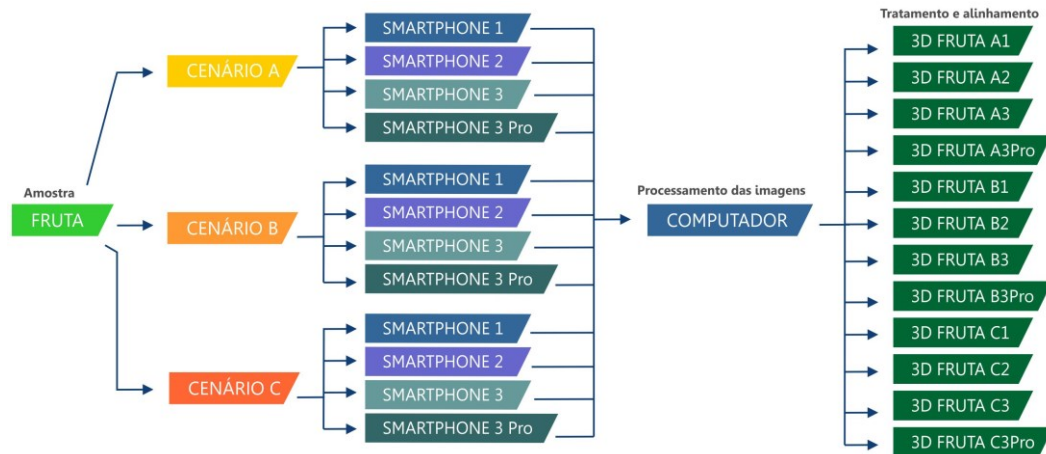 Amostra
FRUTA
CENÁRIO A
CENÁRIO B
CENÁRIO C
SMARTPHONE 1
SMARTPHONE 2
SMARTPHONE 3
SMARTPHONE 3 Pro
SMARTPHONE 1
SMARTPHONE 2
SMARTPHONE 3
SMARTPHONE 3 Pro
SMARTPHONE 1
SMARTPHONE 2
SMARTPHONE 3
SMARTPHONE 3 Pro
Processamento das imagens
COMPUTADOR
Tratamento e alinhamento
3D FRUTA A1
3D FRUTA A2
3D FRUTA A3
3D FRUTA A3Pro
3D FRUTA B1
3D FRUTA B2
3D FRUTA B3
3D FRUTA B3Pro
3D FRUTA C1
3D FRUTA C2
3D FRUTA C3
3D FRUTA C3Pro